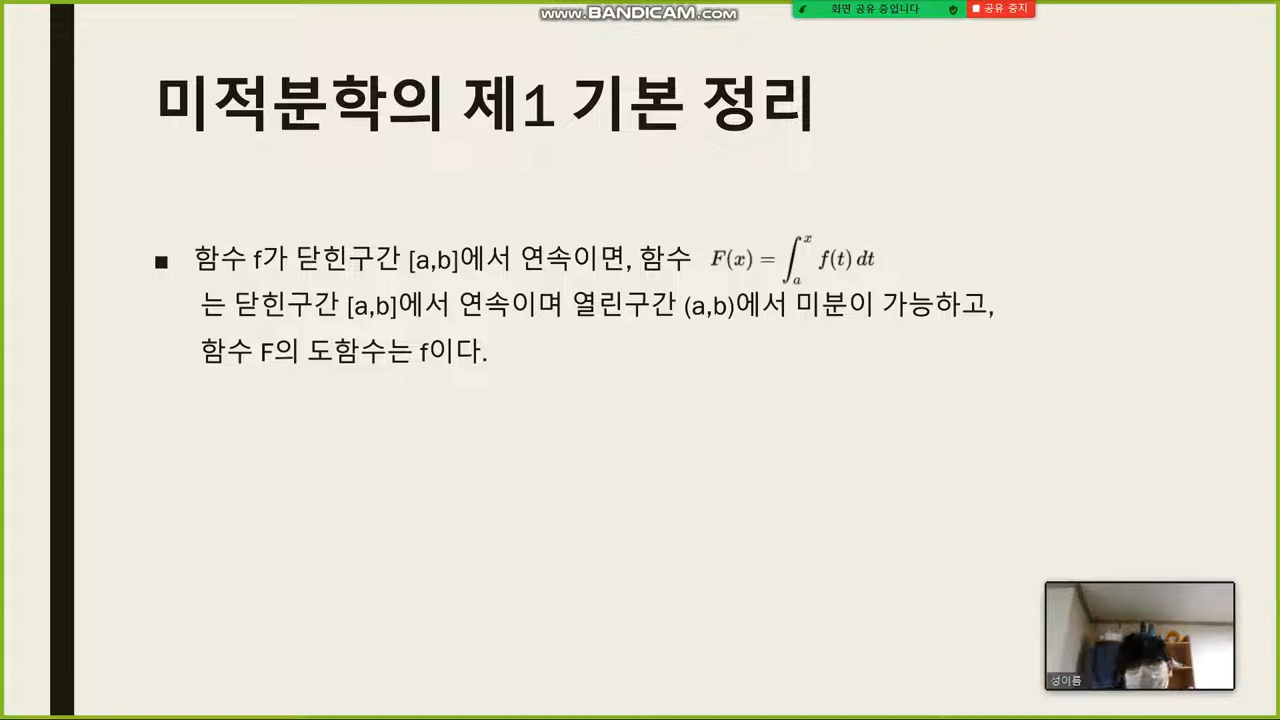 www.BANDICAM.com
화면 공유 중입니다
공유 중지
미적분학의 제1 기본 정리
■ 함수 f가 닫힌구간 [a,b]에서 연속이면, 함수 F(x) = ∫ₐˣ f(t) dt
는 닫힌구간 [a,b]에서 연속이며 열린구간 (a,b)에서 미분이 가능하고,
함수 F의 도함수는 f이다.
성이름